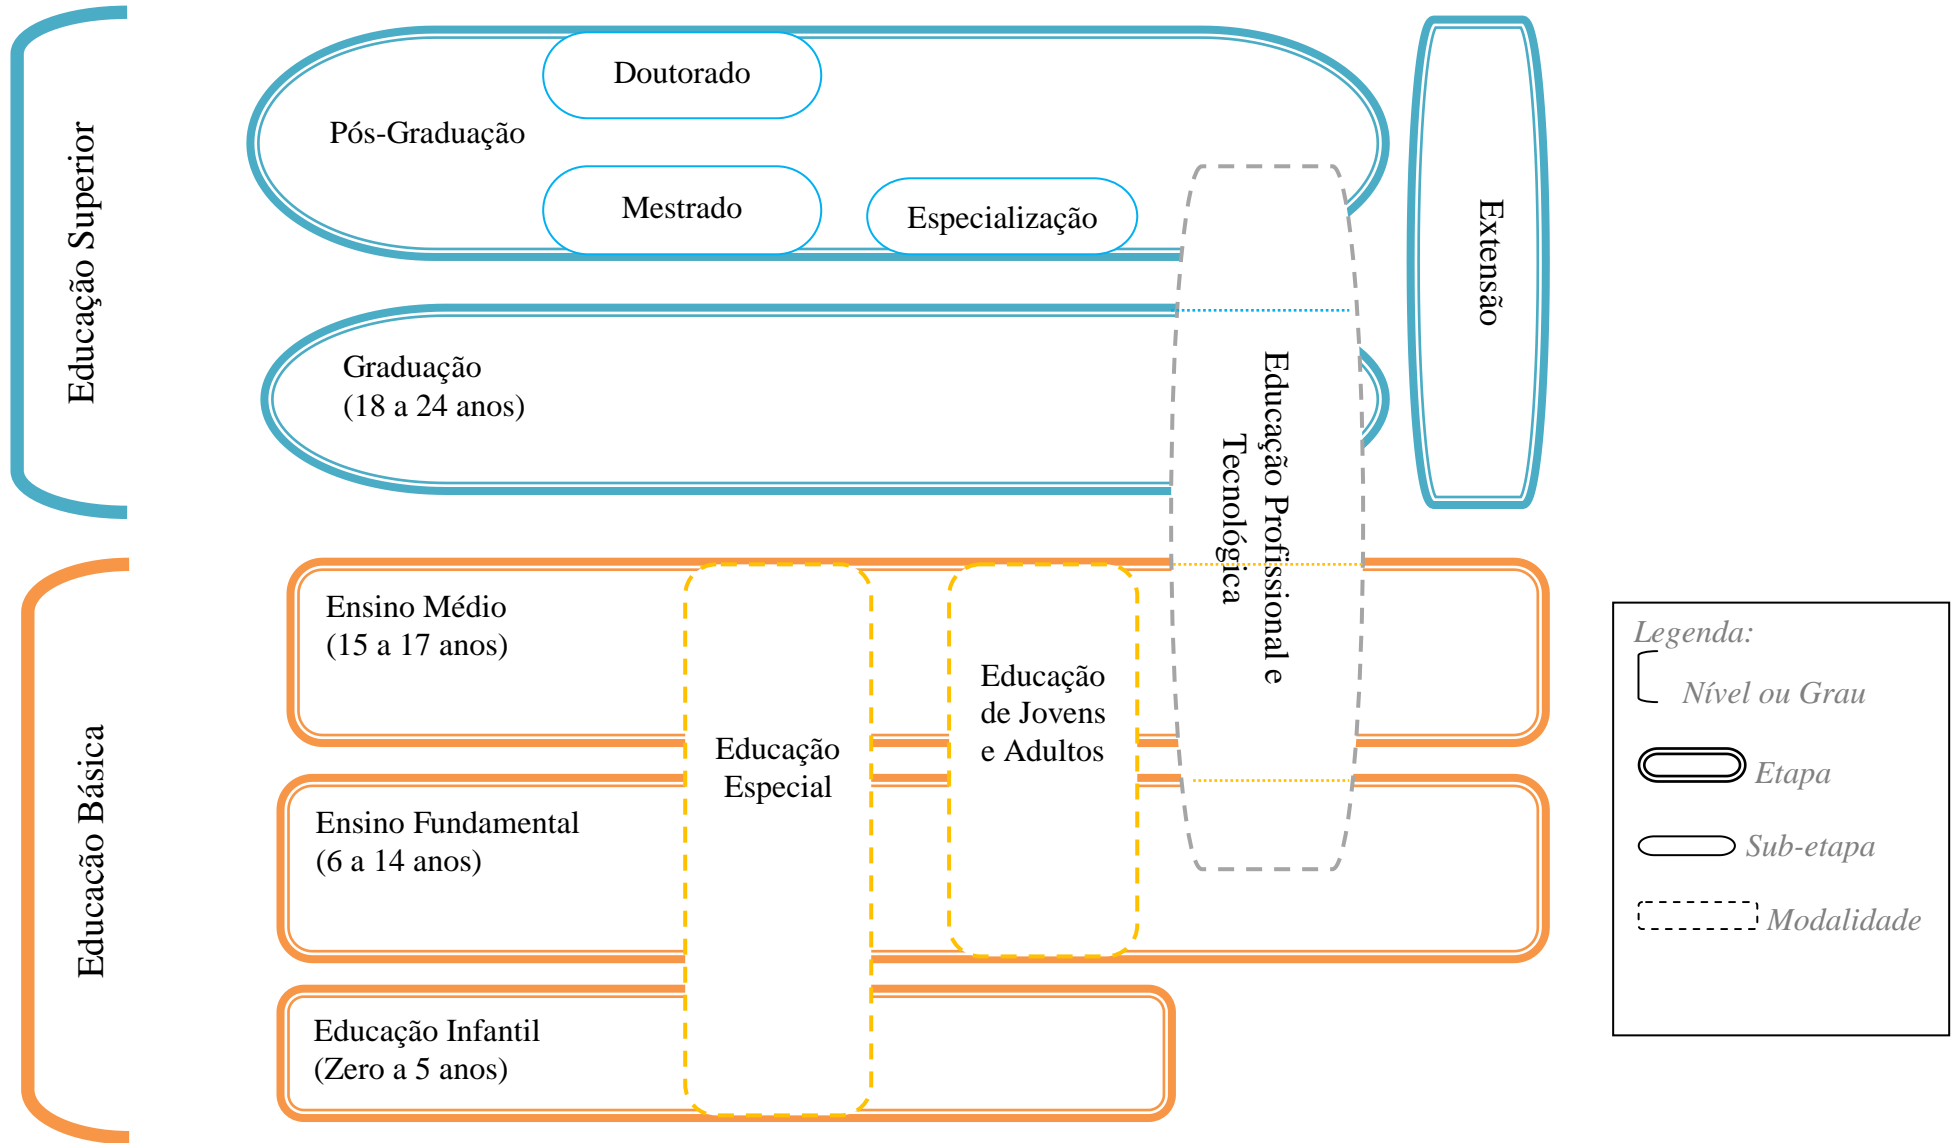 Educação Superior
Doutorado
Pós-Graduação
Mestrado
Especialização
Extensão
Graduação
(18 a 24 anos)
Educação Profissional e
Tecnológica
Educacão Básica
Ensino Médio
(15 a 17 anos)
Educação
de Jovens
e Adultos
Educação
Especial
Ensino Fundamental
(6 a 14 anos)
Educação Infantil
(Zero a 5 anos)
Legenda:
Nível ou Grau
Etapa
Sub-etapa
Modalidade